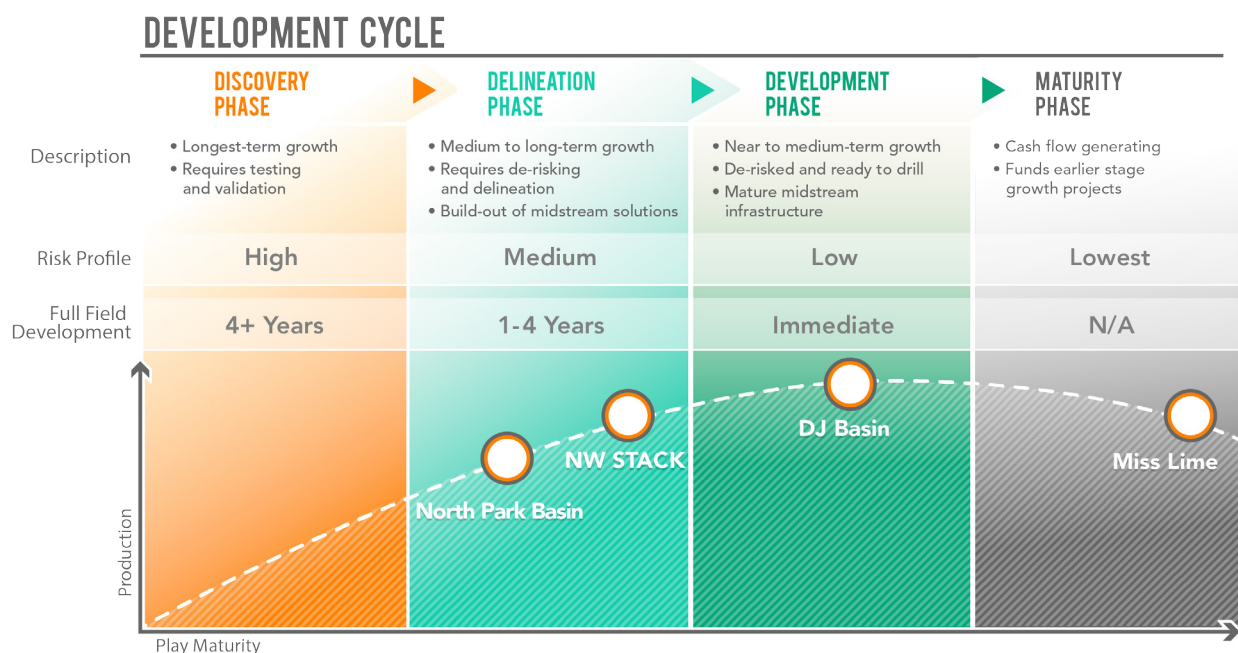 DEVELOPMENT CYCLE
DISCOVERY
PHASE
DELINEATION
PHASE
DEVELOPMENT
PHASE
MATURITY
PHASE
Description
• Longest-term growth
• Requires testing
and validation
• Medium to long-term growth
• Requires de-risking
and delineation
• Build-out of midstream solutions
• Near to medium-term growth
• De-risked and ready to drill
• Mature midstream
infrastructure
• Cash flow generating
• Funds earlier stage
growth projects
Risk Profile
High
Medium
Low
Lowest
Full Field
Development
4+ Years
1-4 Years
Immediate
N/A
Production
North Park Basin
NW STACK
DJ Basin
Miss Lime
Play Maturity